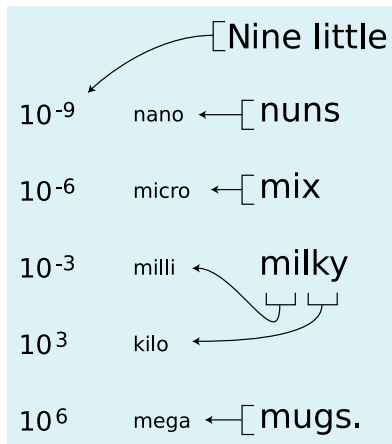 Nine little
10-9 nano nuns
10-6 micro mix
10-3 milli milky
103 kilo
106 mega mugs.